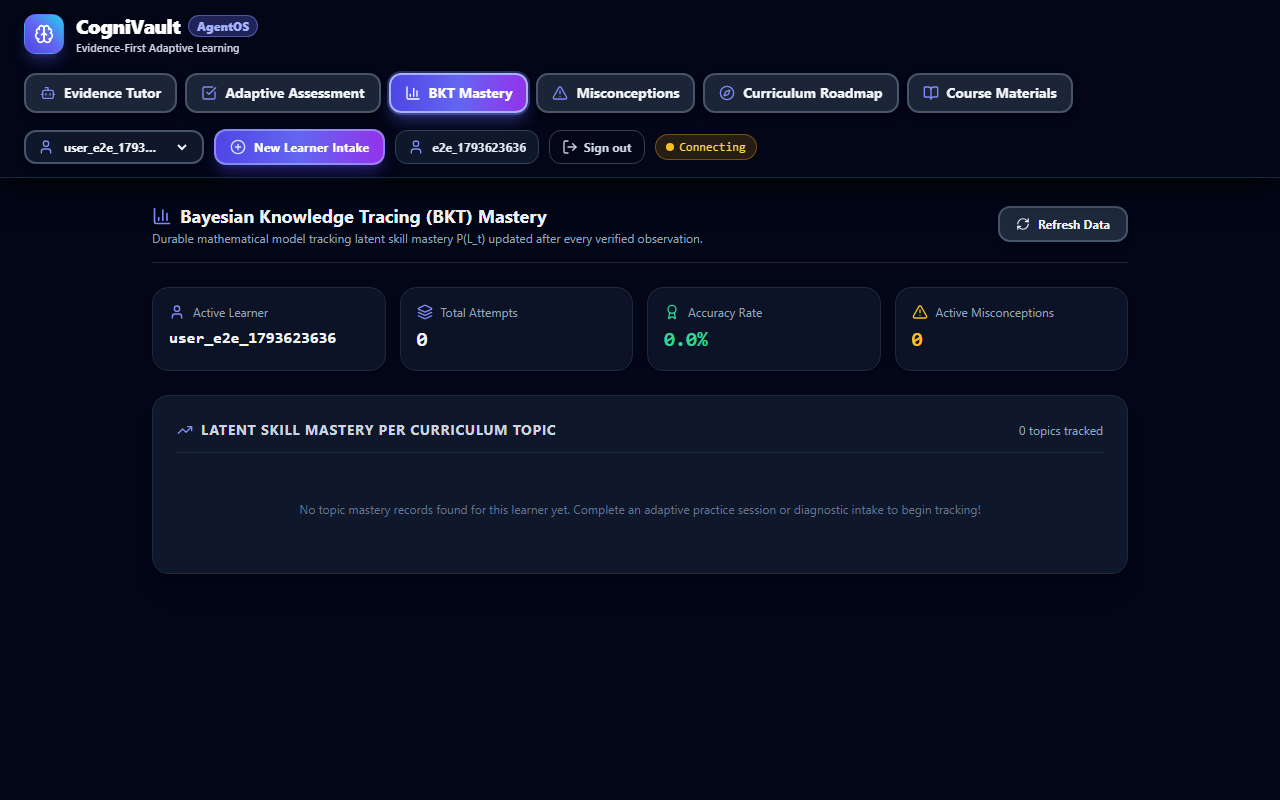 CogniVault AgentOS
Evidence-First Adaptive Learning
Evidence Tutor Adaptive Assessment BKT Mastery Misconceptions Curriculum Roadmap Course Materials
user_e2e_1793... New Learner Intake e2e_1793623636 Sign out Connecting
Bayesian Knowledge Tracing (BKT) Mastery
Durable mathematical model tracking latent skill mastery P(L_t) updated after every verified observation.
Refresh Data
Active Learner
user_e2e_1793623636
Total Attempts
0
Accuracy Rate
0.0%
Active Misconceptions
0
LATENT SKILL MASTERY PER CURRICULUM TOPIC
0 topics tracked
No topic mastery records found for this learner yet. Complete an adaptive practice session or diagnostic intake to begin tracking!